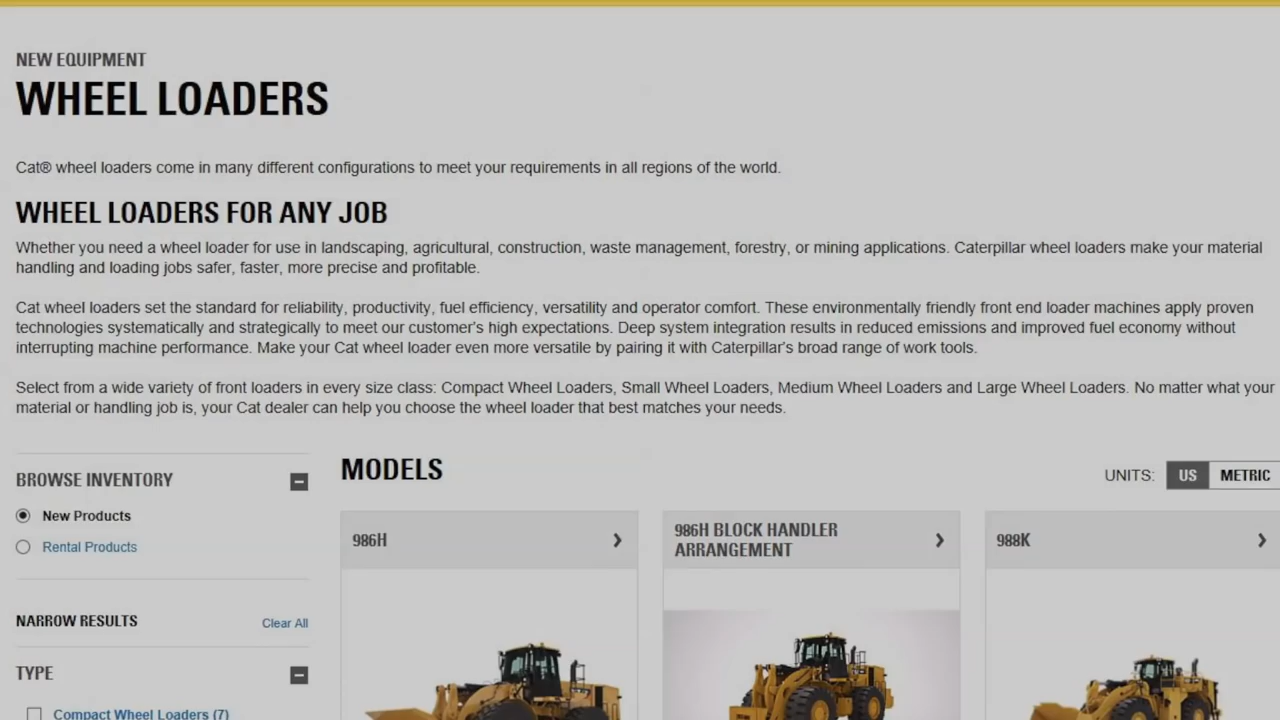 NEW EQUIPMENT
WHEEL LOADERS
Cat® wheel loaders come in many different configurations to meet your requirements in all regions of the world.
WHEEL LOADERS FOR ANY JOB
Whether you need a wheel loader for use in landscaping, agricultural, construction, waste management, forestry, or mining applications. Caterpillar wheel loaders make your material
handling and loading jobs safer, faster, more precise and profitable.
Cat wheel loaders set the standard for reliability, productivity, fuel efficiency, versatility and operator comfort. These environmentally friendly front end loader machines apply proven
technologies systematically and strategically to meet our customer's high expectations. Deep system integration results in reduced emissions and improved fuel economy without
interrupting machine performance. Make your Cat wheel loader even more versatile by pairing it with Caterpillar's broad range of work tools.
Select from a wide variety of front loaders in every size class: Compact Wheel Loaders, Small Wheel Loaders, Medium Wheel Loaders and Large Wheel Loaders. No matter what your
material or handling job is, your Cat dealer can help you choose the wheel loader that best matches your needs.
BROWSE INVENTORY
New Products
Rental Products
NARROW RESULTS Clear All
TYPE
Compact Wheel Loaders (7)
MODELS
UNITS: US METRIC
986H
986H BLOCK HANDLER
ARRANGEMENT
988K